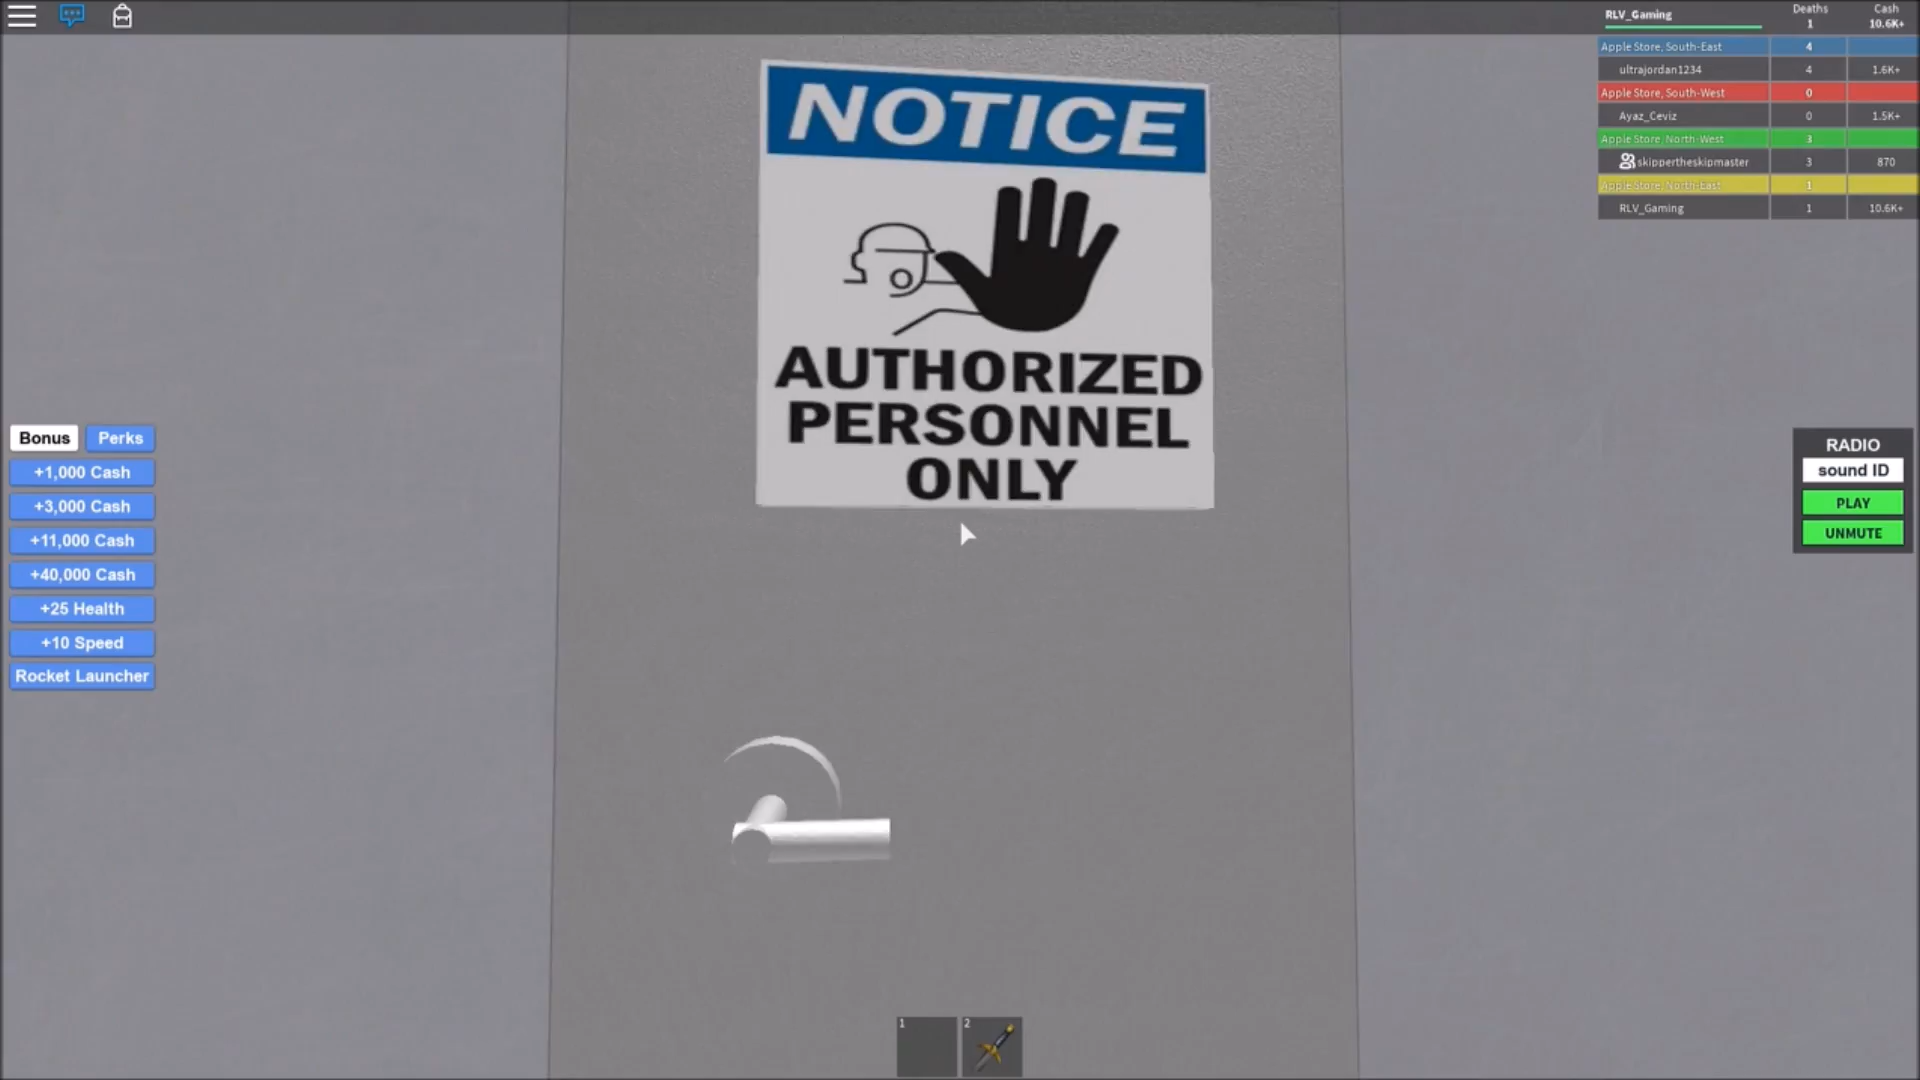 RLV_Gaming Deaths Cash
1 10.6K+
Apple Store, South-East 4
ultrajordan1234 4 1.6K+
Apple Store, South-West 0
Ayaz_Ceviz 0 1.5K+
Apple Store, North-West 3
skippertheskipmaster 3 870
Apple Store, North-East 1
RLV_Gaming 1 10.6K+
NOTICE
AUTHORIZED
PERSONNEL
ONLY
Bonus Perks
+1,000 Cash
+3,000 Cash
+11,000 Cash
+40,000 Cash
+25 Health
+10 Speed
Rocket Launcher
RADIO
sound ID
PLAY
UNMUTE
1 2